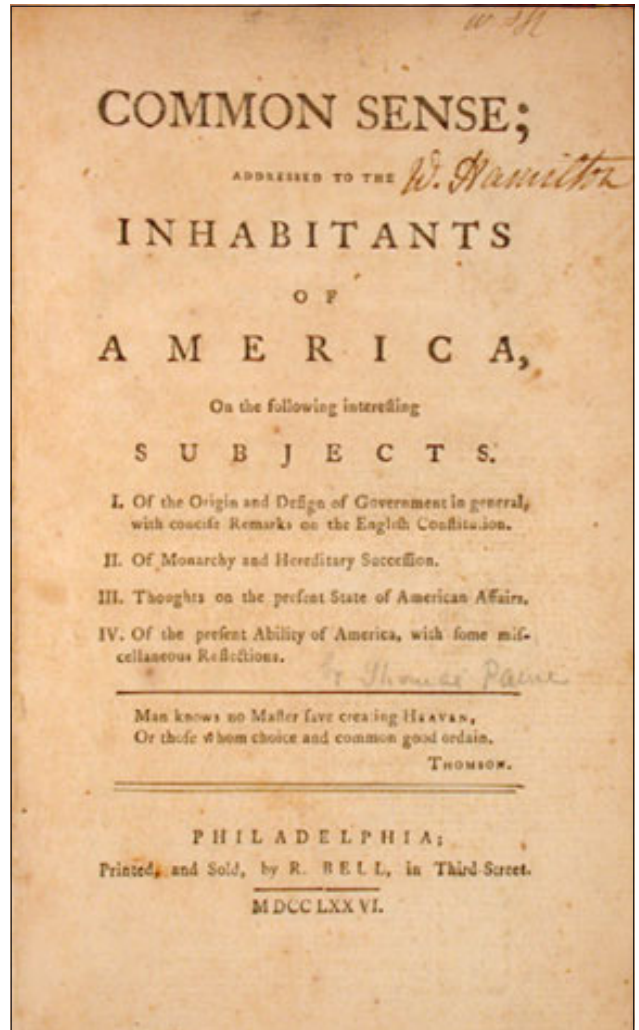 COMMON SENSE;
ADDRESSED TO THE
W. Hamilton
INHABITANTS
OF
AMERICA,
On the following interesting
SUBJECTS.
I. Of the Origin and Design of Government in general,
with concise Remarks on the English Constitution.
II. Of Monarchy and Hereditary Succession.
III. Thoughts on the present State of American Affairs.
IV. Of the present Ability of America, with some mis-
cellaneous Reflections.
by Thomas Paine
Man knows no Master save creating HEAVEN,
Or those whom choice and common good ordain.
THOMSON.
PHILADELPHIA;
Printed, and Sold, by R. BELL, in Third-Street.
MDCCLXXVI.